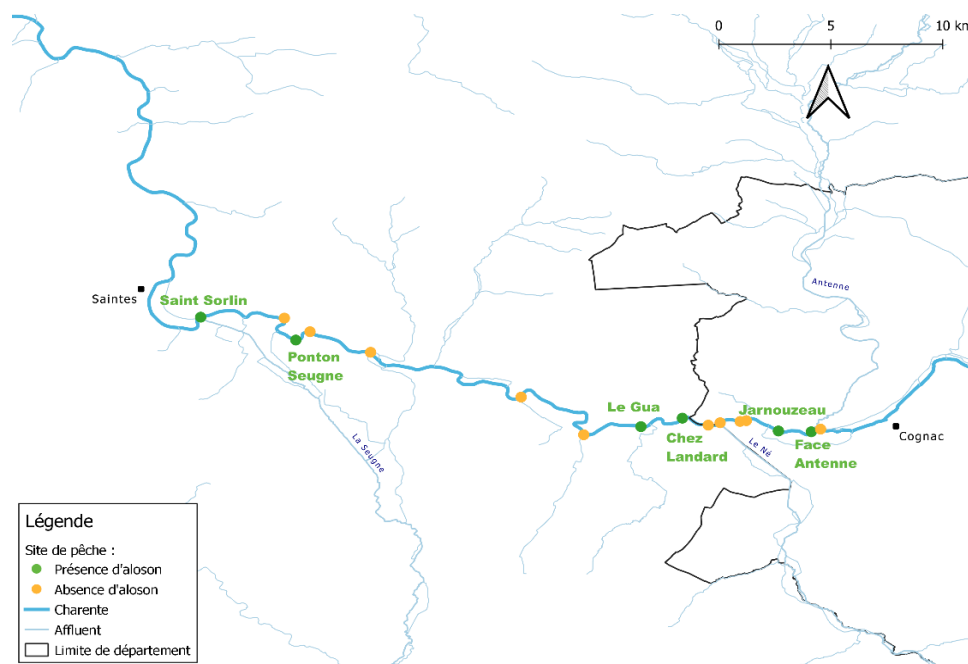 0 5 10 km
Antenne
Saintes
Saint Sorlin
Ponton
Seugne
Le Gua
Jarnouzeau
Chez
Landard
Face
Antenne
Cognac
La Seugne
Le Né
Légende
Site de pêche :
Présence d'aloson
Absence d'aloson
Charente
Affluent
Limite de département